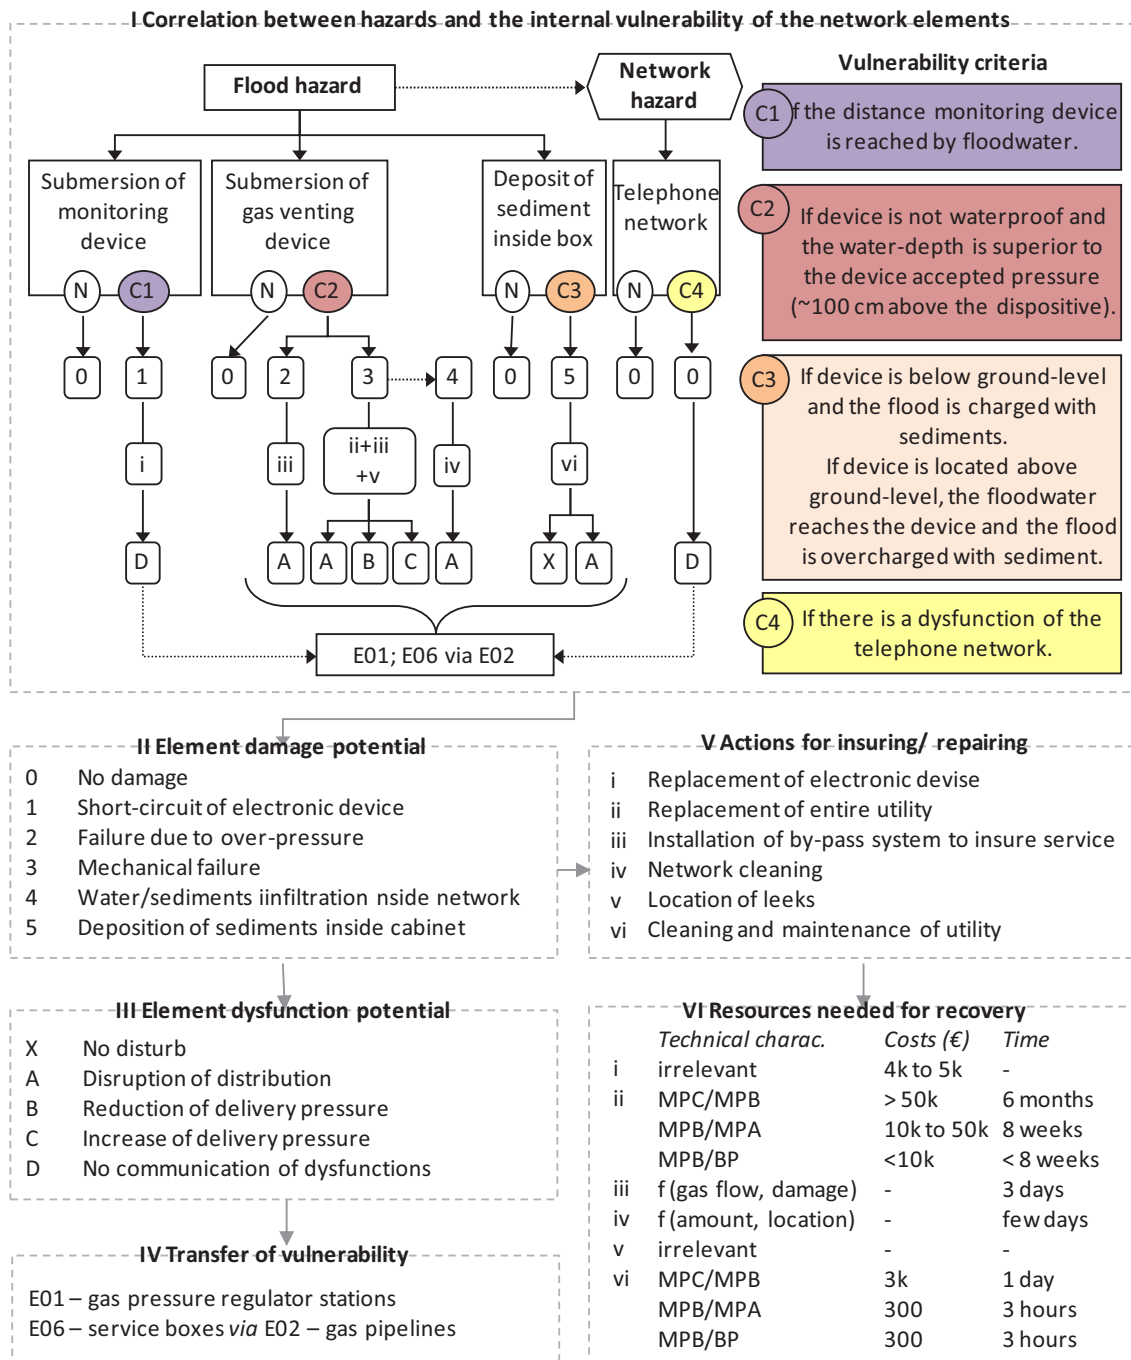 I Correlation between hazards and the internal vulnerability of the network elements
Flood hazard
Network
hazard
Vulnerability criteria
C1
f the distance monitoring device
is reached by floodwater.
Submersion of
monitoring
device
Submersion of
gas venting
device
Deposit of
sediment
inside box
Telephone
network
C2
If device is not waterproof and
the water-depth is superior to
the device accepted pressure
(~100 cm above the dispositive).
N C1 N C2 N C3 N C4
0 1 0 2 3 4 0 5 0 0
C3
If device is below ground-level
and the flood is charged with
sediments.
If device is located above
ground-level, the floodwater
reaches the device and the flood
is overcharged with sediment.
i iii ii+iii
+v iv vi
D A A B C A X A D
C4
If there is a dysfunction of the
telephone network.
E01; E06 via E02
II Element damage potential
0 No damage
1 Short-circuit of electronic device
2 Failure due to over-pressure
3 Mechanical failure
4 Water/sediments iinfiltration nside network
5 Deposition of sediments inside cabinet
V Actions for insuring/ repairing
i Replacement of electronic devise
ii Replacement of entire utility
iii Installation of by-pass system to insure service
iv Network cleaning
v Location of leeks
vi Cleaning and maintenance of utility
III Element dysfunction potential
X No disturb
A Disruption of distribution
B Reduction of delivery pressure
C Increase of delivery pressure
D No communication of dysfunctions
IV Transfer of vulnerability
E01 – gas pressure regulator stations
E06 – service boxes via E02 – gas pipelines
VI Resources needed for recovery
Technical charac. Costs (€) Time
i irrelevant 4k to 5k -
ii MPC/MPB > 50k 6 months
MPB/MPA 10k to 50k 8 weeks
MPB/BP <10k < 8 weeks
iii f (gas flow, damage) - 3 days
iv f (amount, location) - few days
v irrelevant - -
vi MPC/MPB 3k 1 day
MPB/MPA 300 3 hours
MPB/BP 300 3 hours